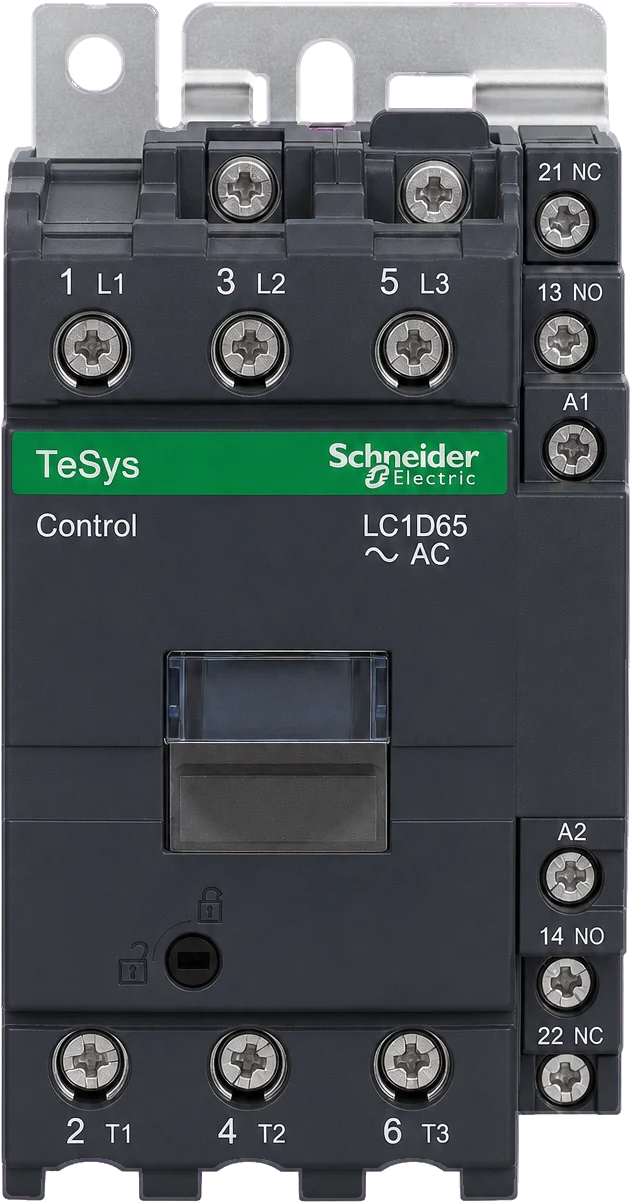 21 NC
1 L1 3 L2 5 L3
13 NO
A1
TeSys
Schneider
Electric
Control
LC1D65
~ AC
A2
14 NO
22 NC
2 T1 4 T2 6 T3